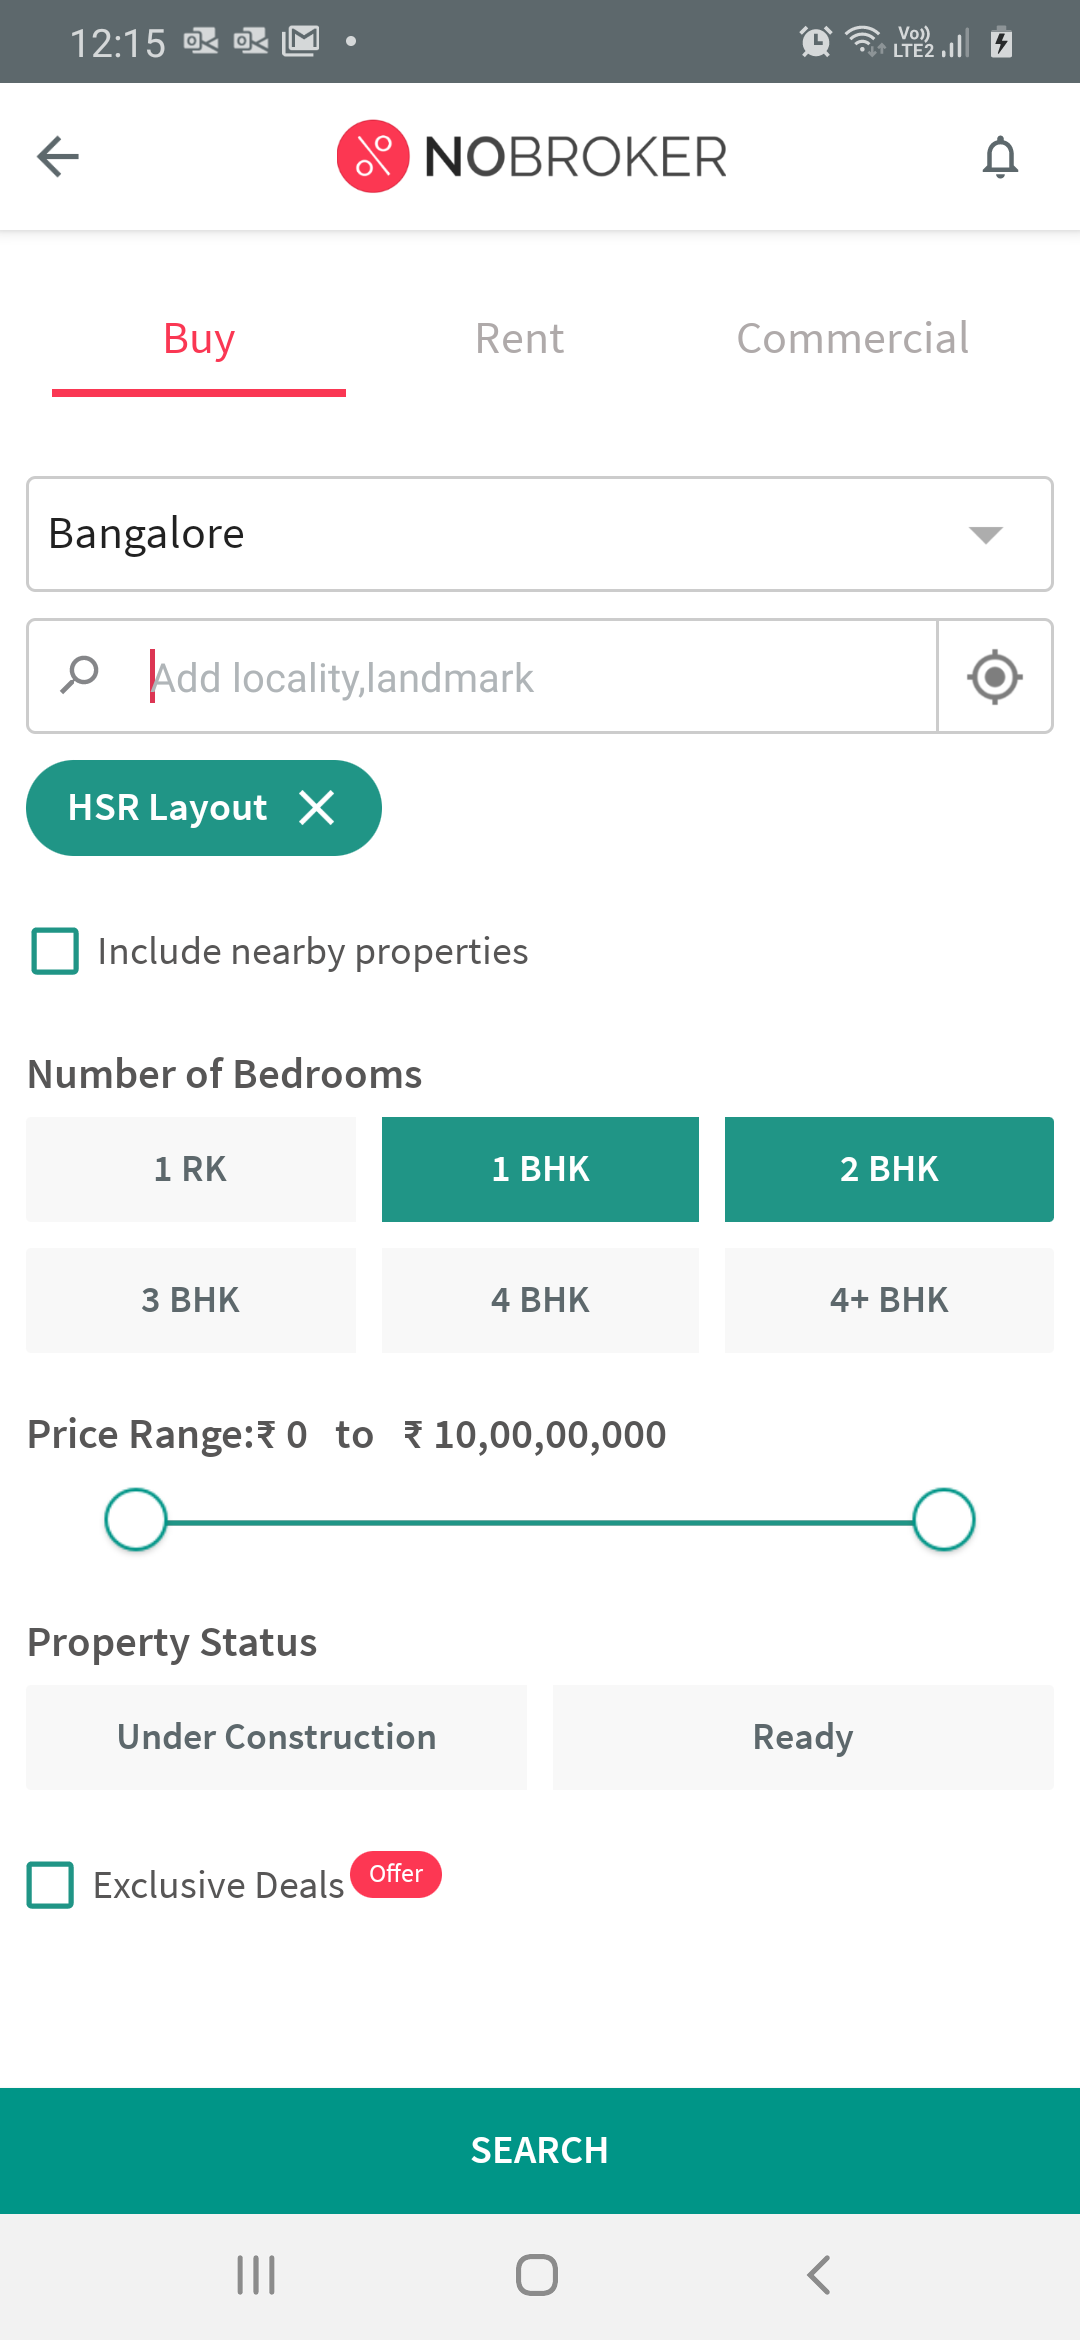 12:15 Vo)) LTE2
NOBROKER
Buy Rent Commercial
Bangalore
Add locality,landmark
HSR Layout
Include nearby properties
Number of Bedrooms
1 RK 1 BHK 2 BHK
3 BHK 4 BHK 4+ BHK
Price Range:₹ 0 to ₹ 10,00,00,000
Property Status
Under Construction Ready
Exclusive Deals Offer
SEARCH